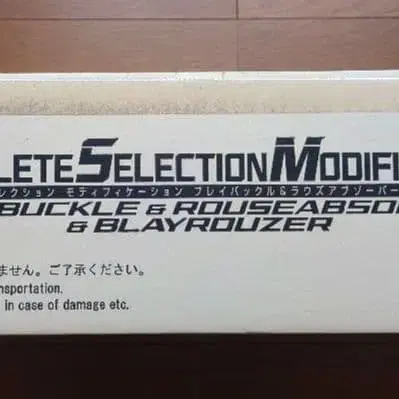 LETE SELECTION MODIFI
レクション モディフィケーション ブレイバックル&ラウズアブソーバー
BUCKLE & ROUSEABSO
& BLAYROUZER
ません。ご了承ください。
nsportation.
in case of damage etc.